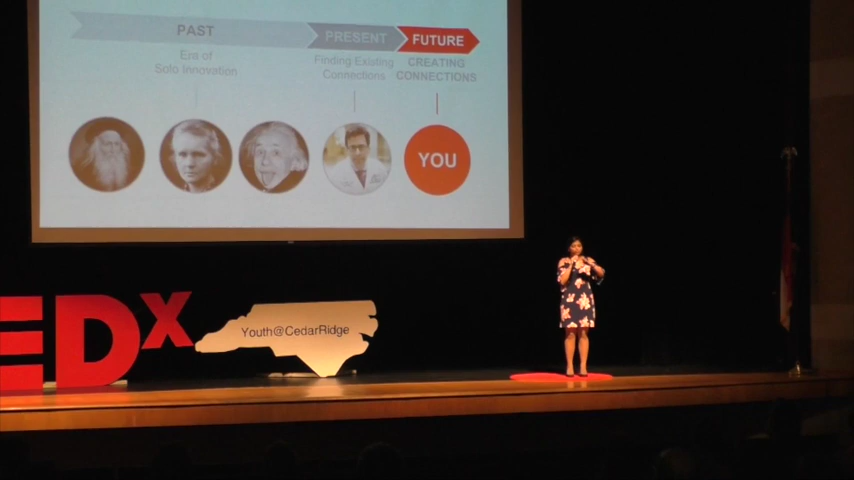 PAST
PRESENT
FUTURE
Era of
Solo Innovation
Finding Existing
Connections
CREATING
CONNECTIONS
YOU
EDx
Youth@CedarRidge